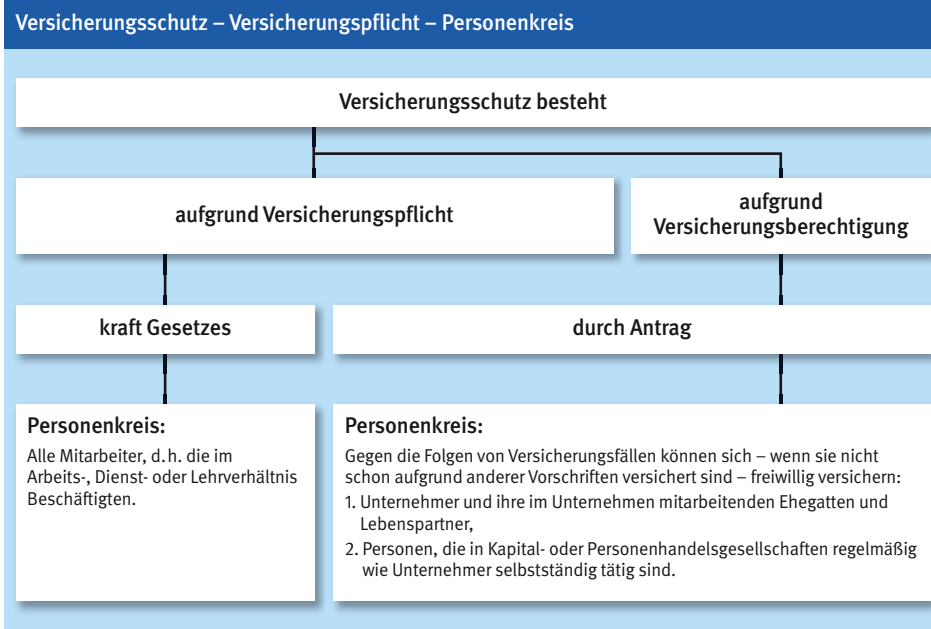 Versicherungsschutz – Versicherungspflicht – Personenkreis
Versicherungsschutz besteht
aufgrund Versicherungspflicht
aufgrund
Versicherungsberechtigung
kraft Gesetzes
durch Antrag
Personenkreis:
Alle Mitarbeiter, d. h. die im
Arbeits-, Dienst- oder Lehrverhältnis
Beschäftigten.
Personenkreis:
Gegen die Folgen von Versicherungsfällen können sich – wenn sie nicht
schon aufgrund anderer Vorschriften versichert sind – freiwillig versichern:
1. Unternehmer und ihre im Unternehmen mitarbeitenden Ehegatten und
Lebenspartner,
2. Personen, die in Kapital- oder Personenhandelsgesellschaften regelmäßig
wie Unternehmer selbstständig tätig sind.